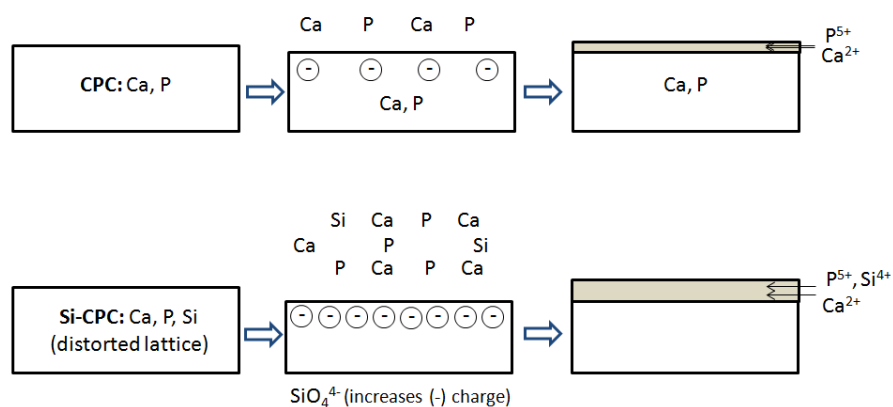 Ca P Ca P
CPC: Ca, P
- - - -
Ca, P
P⁵⁺
Ca²⁺
Ca, P
Si Ca P Ca
Ca P Si
P Ca P Ca
Si-CPC: Ca, P, Si
(distorted lattice)
- - - - - - -
SiO₄⁴⁻ (increases (-) charge)
P⁵⁺, Si⁴⁺
Ca²⁺